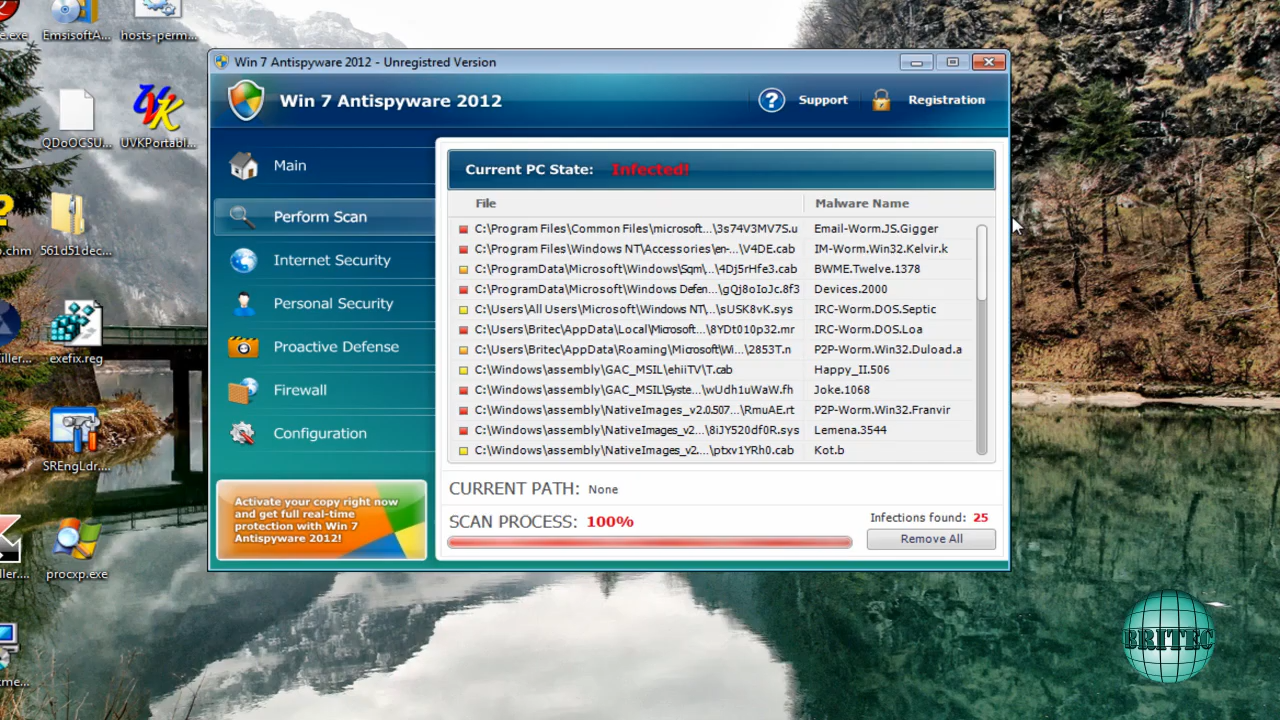 e.exe
EmsisoftA...
hosts-perm...
QDoOCSU...
UVKPortabl...
o.chm
561d51dec...
iller...
exefix.reg
SREngLdr....
ller....
procxp.exe
me...
Win 7 Antispyware 2012 - Unregistred Version
Win 7 Antispyware 2012
? Support
Registration
Main
Perform Scan
Internet Security
Personal Security
Proactive Defense
Firewall
Configuration
Activate your copy right now
and get full real-time
protection with Win 7
Antispyware 2012!
Current PC State: Infected!
File Malware Name
C:\Program Files\Common Files\microsoft...\3s74V3MV7S.u Email-Worm.JS.Gigger
C:\Program Files\Windows NT\Accessories\en-...\V4DE.cab IM-Worm.Win32.Kelvir.k
C:\ProgramData\Microsoft\Windows\Sqm\...\4Dj5rHfe3.cab BWME.Twelve.1378
C:\ProgramData\Microsoft\Windows Defen...\gQj8oIoJc.8f3 Devices.2000
C:\Users\All Users\Microsoft\Windows NT\...\sUSK8vK.sys IRC-Worm.DOS.Septic
C:\Users\Britec\AppData\Local\Microsoft...\8YDt010p32.mr IRC-Worm.DOS.Loa
C:\Users\Britec\AppData\Roaming\Microsoft\Wi...\2853T.n P2P-Worm.Win32.Duload.a
C:\Windows\assembly\GAC_MSIL\ehiiTV\T.cab Happy_II.506
C:\Windows\assembly\GAC_MSIL\Syste...\wUdh1uWaW.fh Joke.1068
C:\Windows\assembly\NativeImages_v2.0.507...\RmuAE.rt P2P-Worm.Win32.Franvir
C:\Windows\assembly\NativeImages_v2...\8iJY520df0R.sys Lemena.3544
C:\Windows\assembly\NativeImages_v2....\ptxv1YRh0.cab Kot.b
CURRENT PATH: None
SCAN PROCESS: 100%
Infections found: 25
Remove All
BRITEC